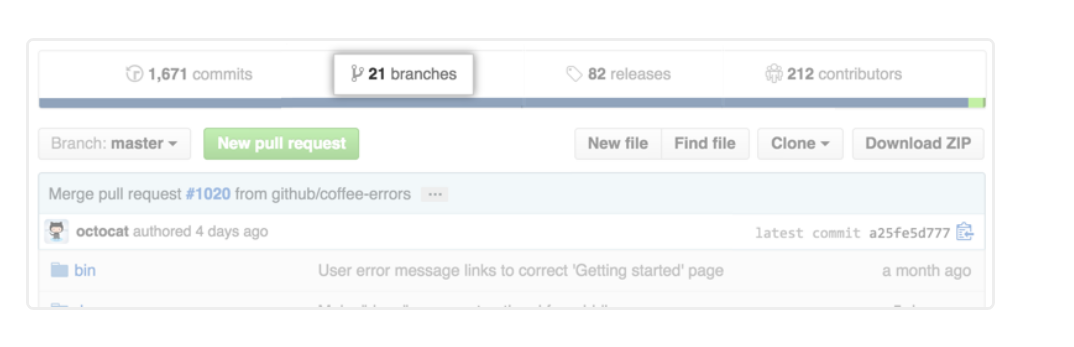 1,671 commits 21 branches 82 releases 212 contributors
Branch: master New pull request New file Find file Clone Download ZIP
Merge pull request #1020 from github/coffee-errors ...
octocat authored 4 days ago latest commit a25fe5d777
bin User error message links to correct 'Getting started' page a month ago